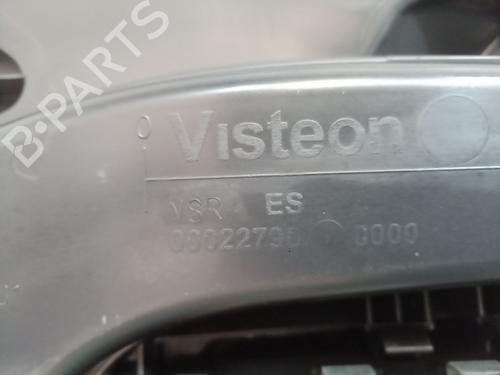 B-PARTS
Visteon
VSR ES
0000